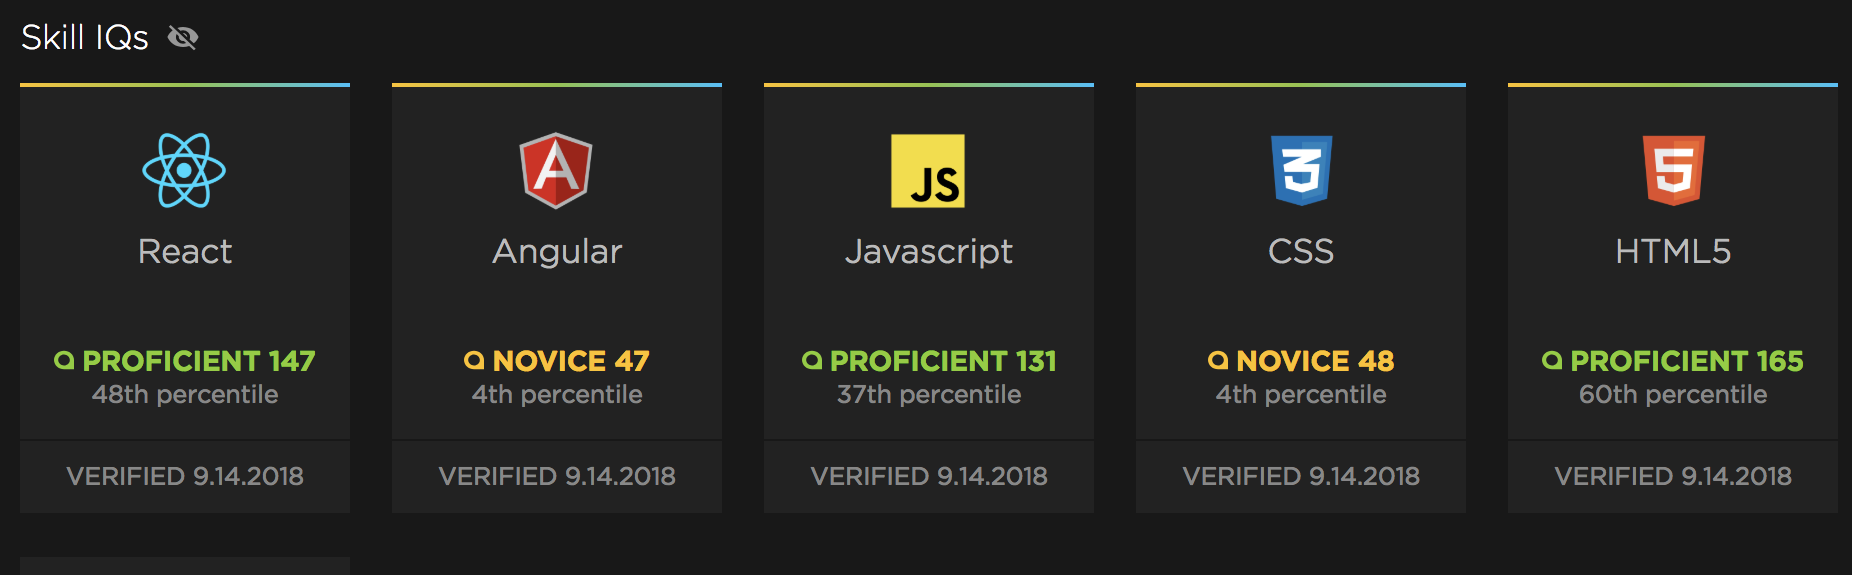 Skill IQs
React
PROFICIENT 147
48th percentile
VERIFIED 9.14.2018
Angular
NOVICE 47
4th percentile
VERIFIED 9.14.2018
JS
Javascript
PROFICIENT 131
37th percentile
VERIFIED 9.14.2018
CSS
NOVICE 48
4th percentile
VERIFIED 9.14.2018
HTML5
PROFICIENT 165
60th percentile
VERIFIED 9.14.2018